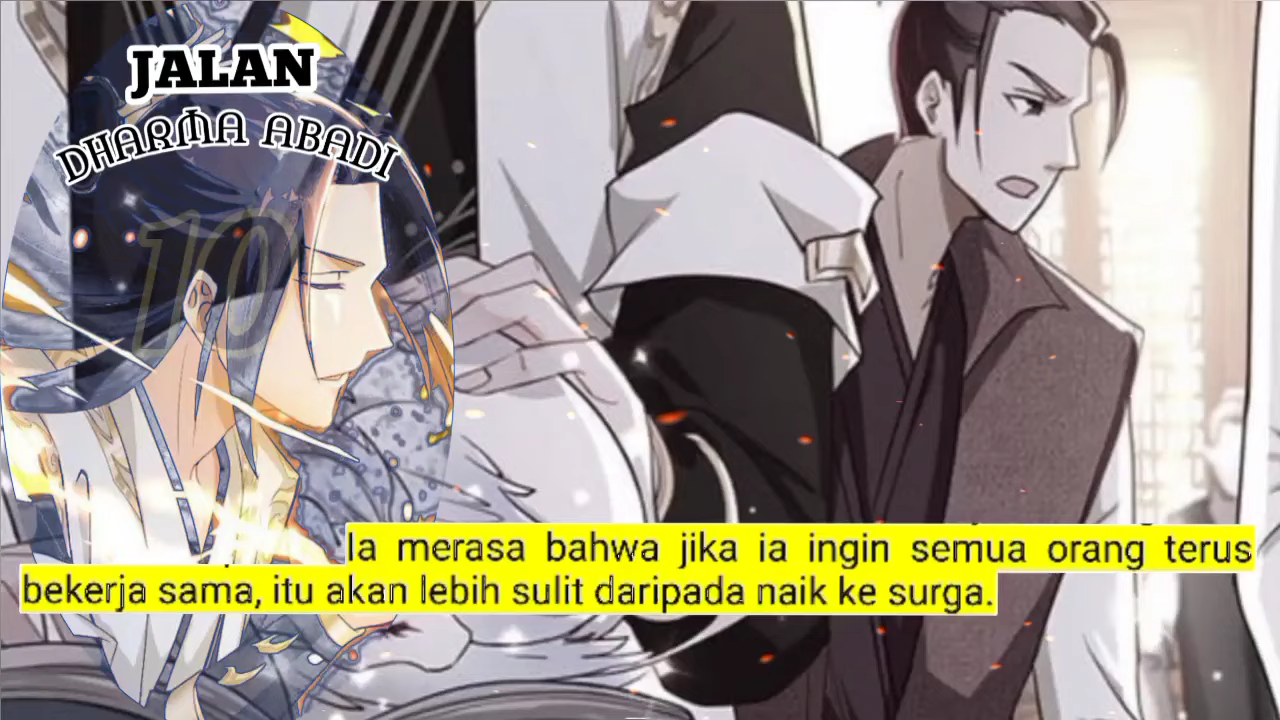 JALAN
DHARMA ABADI
10
Ia merasa bahwa jika ia ingin semua orang terus
bekerja sama, itu akan lebih sulit daripada naik ke surga.